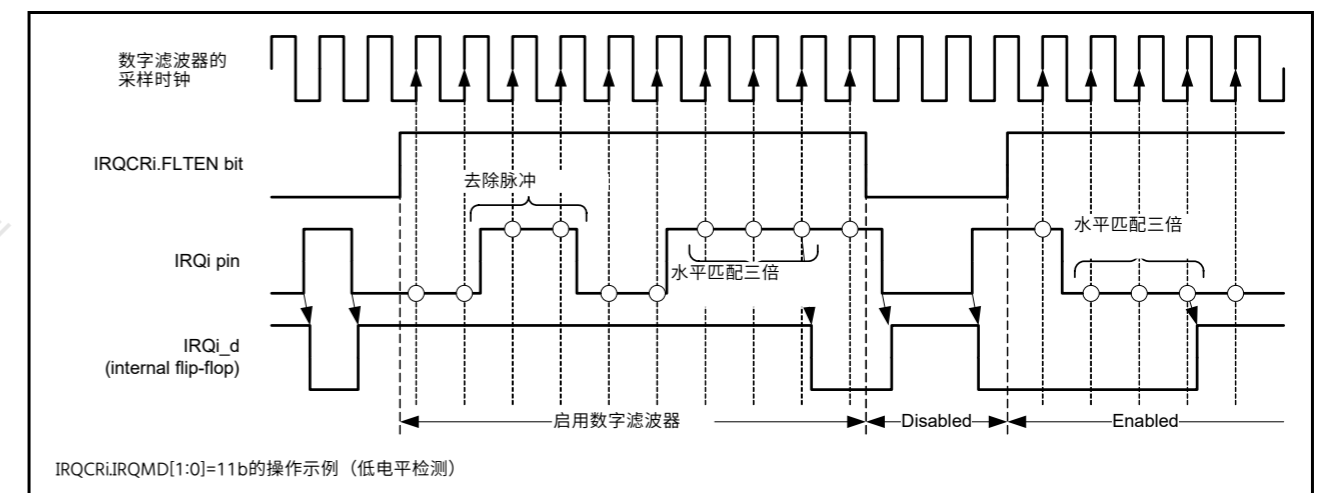 数字滤波器的
采样时钟
IRQCRi.FLTEN bit
去除脉冲
水平匹配三倍
IRQi pin
水平匹配三倍
IRQi_d
(internal flip-flop)
启用数字滤波器
Disabled
Enabled
IRQCRi.IRQMD[1:0]=11b的操作示例（低电平检测）